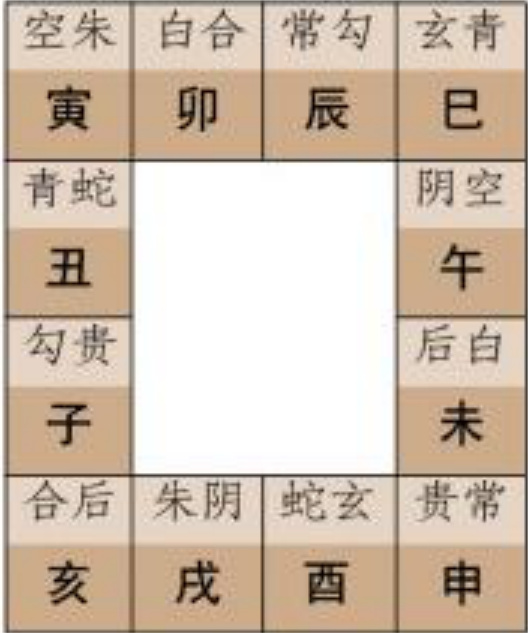 空朱 白合 常勾 玄青
寅 卯 辰 巳
青蛇 阴空
丑 午
勾贵 后白
子 未
合后 朱阴 蛇玄 贵常
亥 戌 酉 申